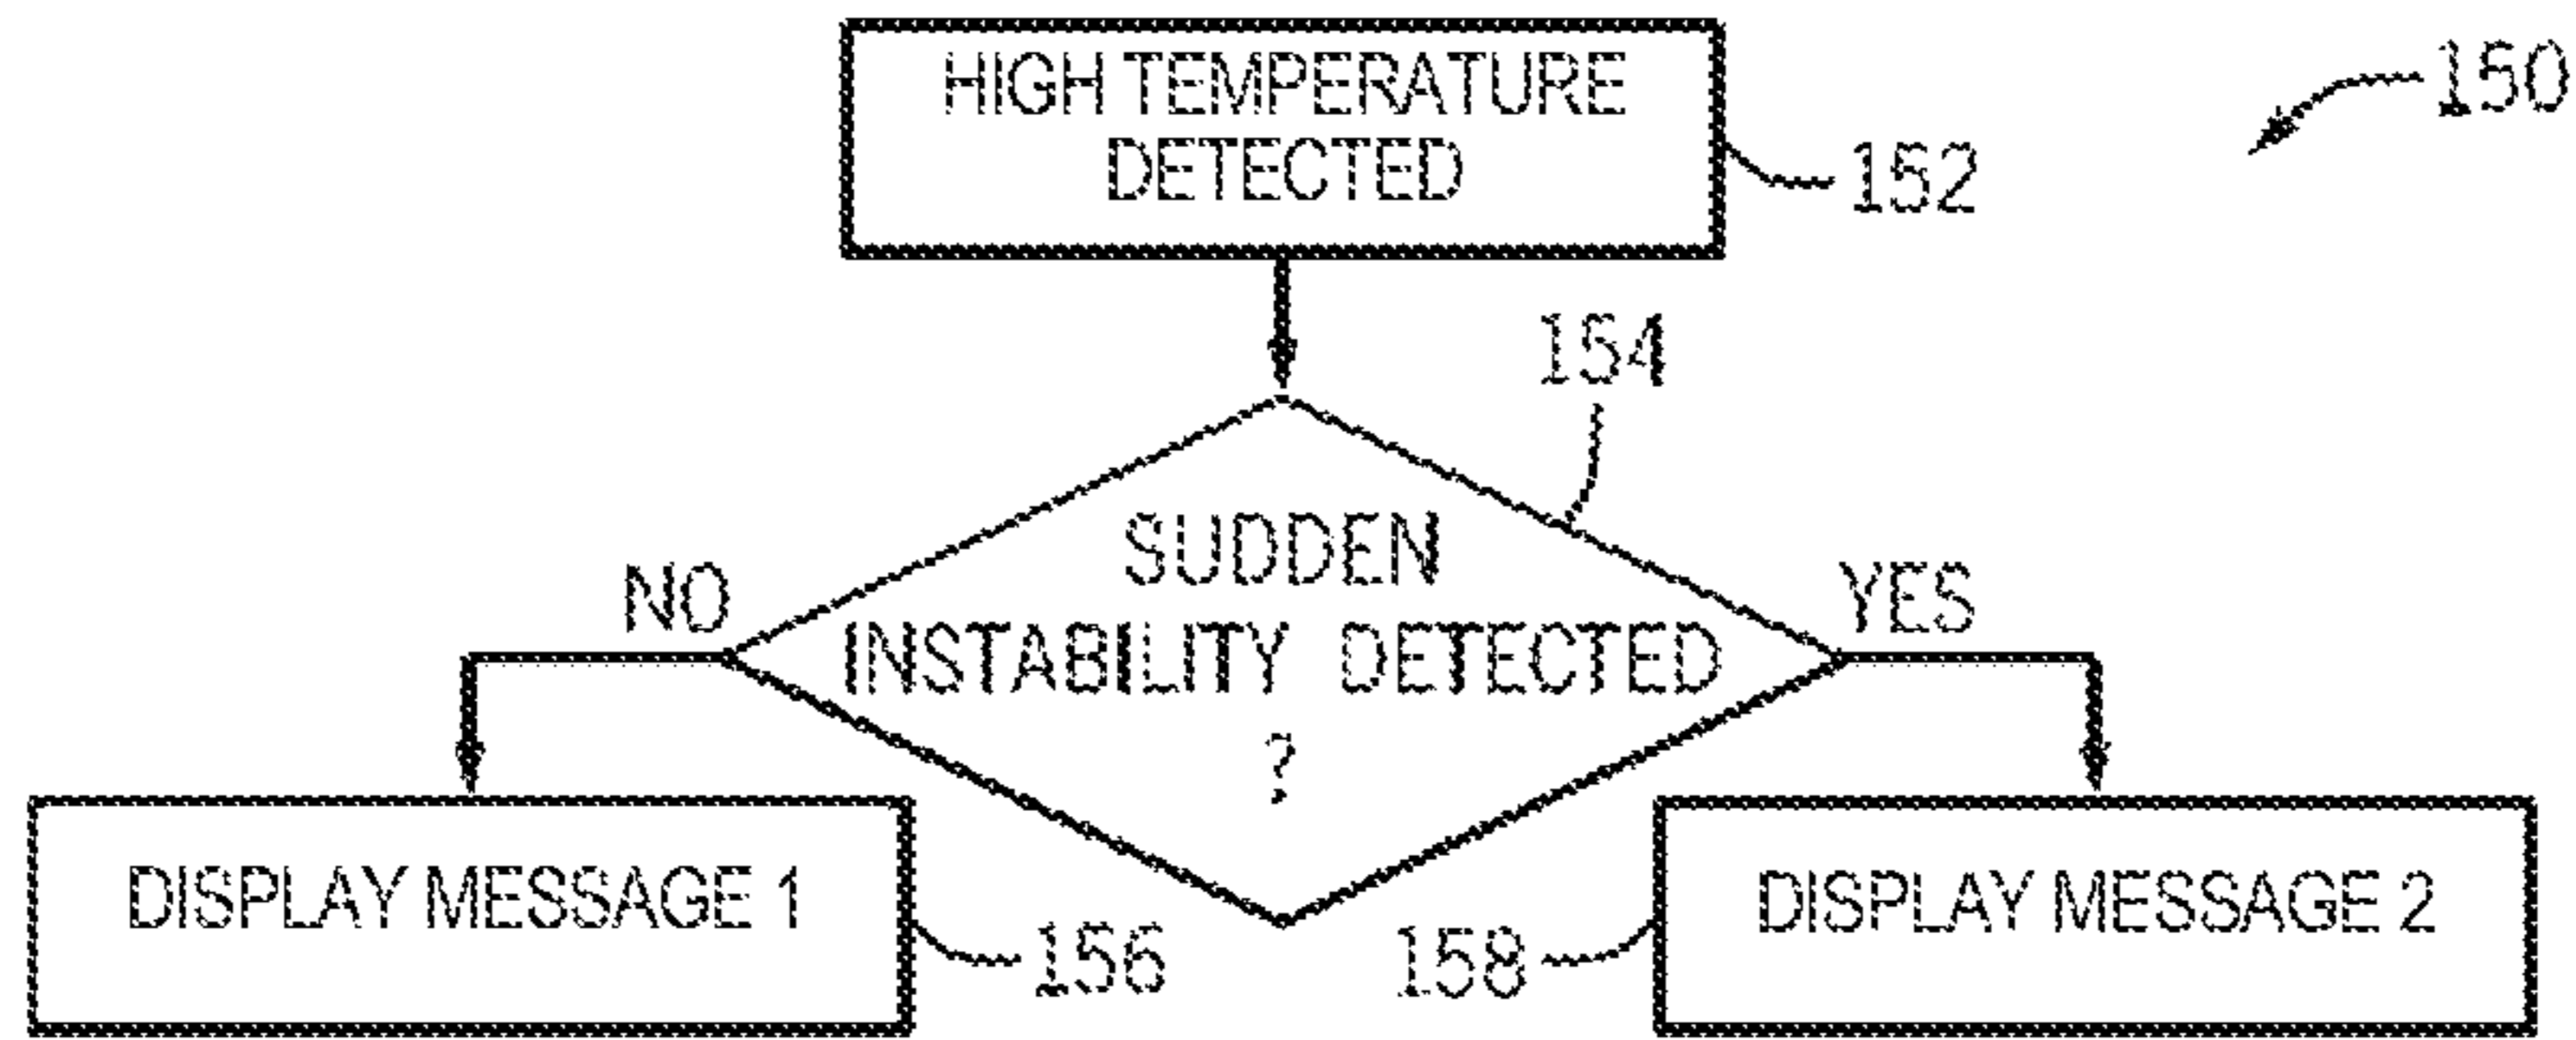 HIGH TEMPERATURE
DETECTED
150
152
154
SUDDEN
INSTABILITY DETECTED
?
NO
YES
DISPLAY MESSAGE 1
156
158
DISPLAY MESSAGE 2